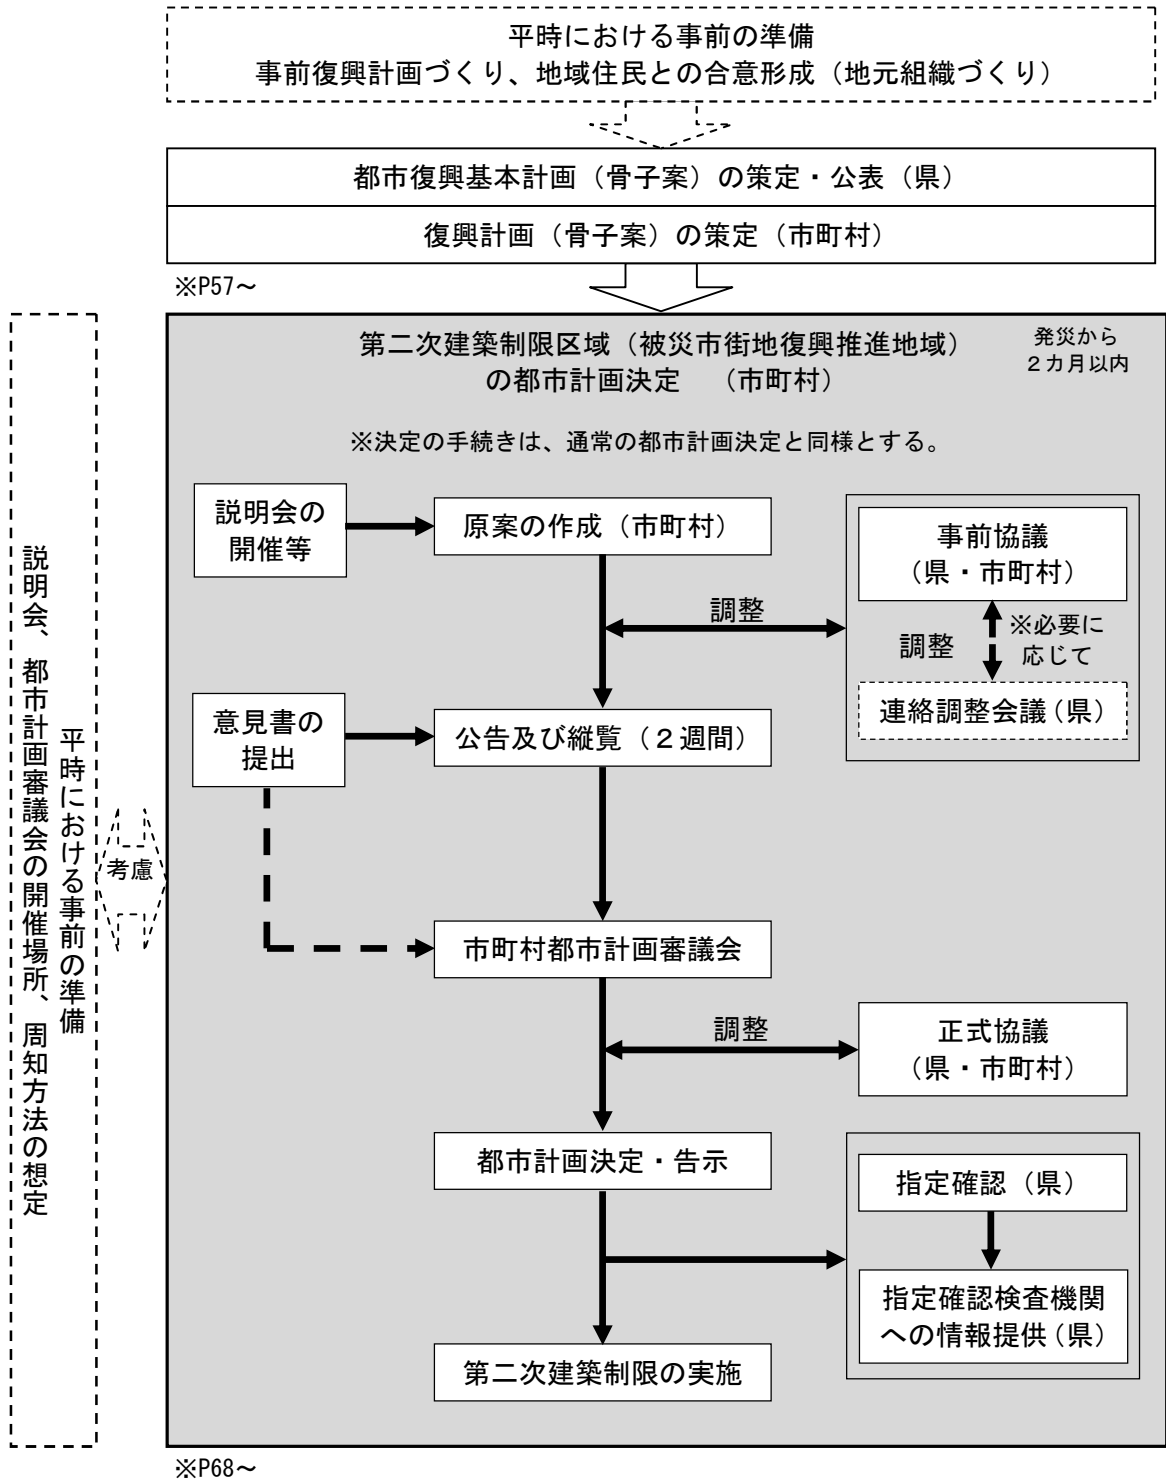 平時における事前の準備
事前復興計画づくり、地域住民との合意形成（地元組織づくり）
都市復興基本計画（骨子案）の策定・公表（県）
復興計画（骨子案）の策定（市町村）
※P57～
第二次建築制限区域（被災市街地復興推進地域）
の都市計画決定　（市町村）
発災から
２カ月以内
※決定の手続きは、通常の都市計画決定と同様とする。
説明会の
開催等
原案の作成（市町村）
事前協議
（県・市町村）
調整
調整
※必要に
応じて
連絡調整会議（県）
意見書の
提出
公告及び縦覧（２週間）
平時における事前の準備
説明会、都市計画審議会の開催場所、周知方法の想定
考慮
市町村都市計画審議会
調整
正式協議
（県・市町村）
都市計画決定・告示
指定確認（県）
指定確認検査機関
への情報提供（県）
第二次建築制限の実施
※P68～